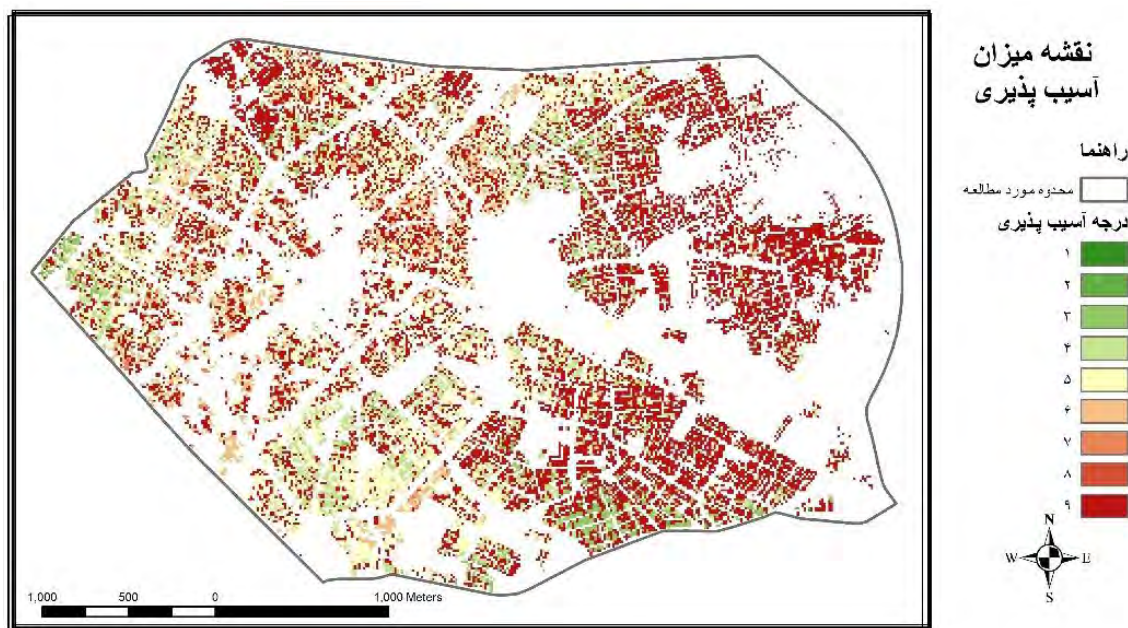 نقشه میزان
آسیب پذیری
راهنما
محدوه مورد مطالعه
درجه آسیب پذیری
۱
۲
۳
۴
۵
۶
۷
۸
۹
N
W E
S
1,000 500 0 1,000 Meters